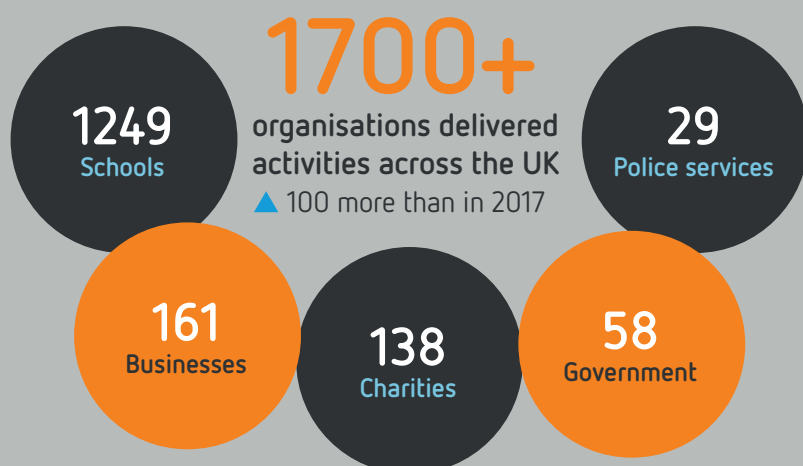 1700+
organisations delivered
activities across the UK
▲ 100 more than in 2017
1249
Schools
29
Police services
161
Businesses
138
Charities
58
Government